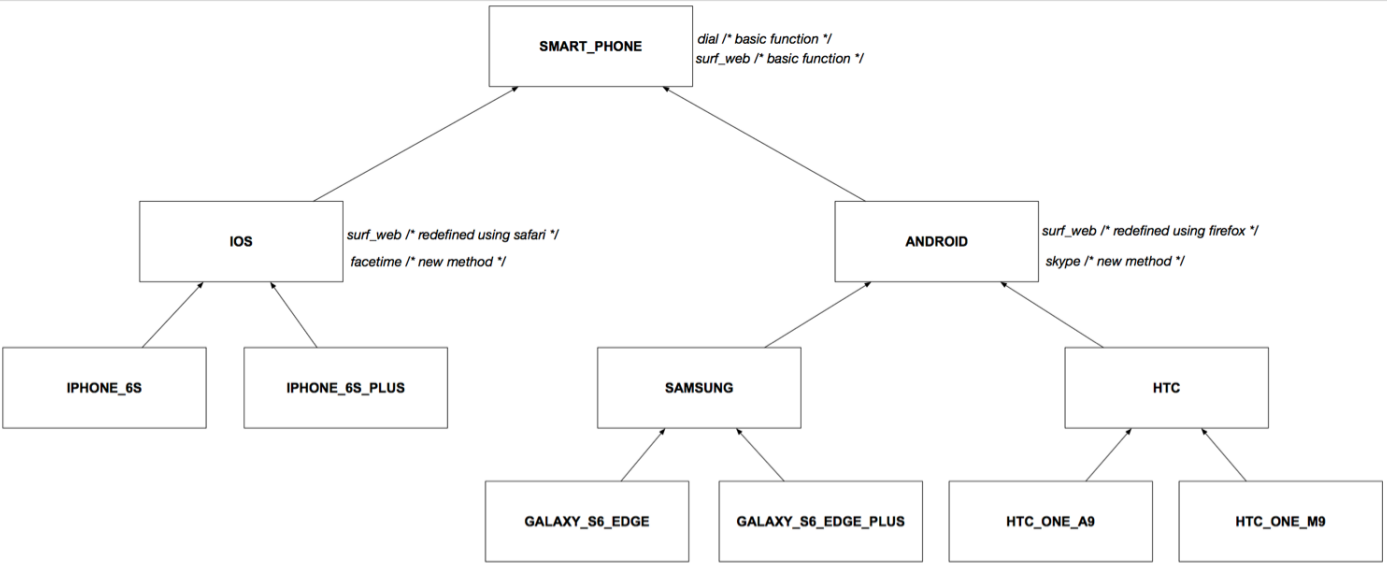 SMART_PHONE
dial /* basic function */
surf_web /* basic function */
IOS
surf_web /* redefined using safari */
facetime /* new method */
ANDROID
surf_web /* redefined using firefox */
skype /* new method */
IPHONE_6S
IPHONE_6S_PLUS
SAMSUNG
HTC
GALAXY_S6_EDGE
GALAXY_S6_EDGE_PLUS
HTC_ONE_A9
HTC_ONE_M9